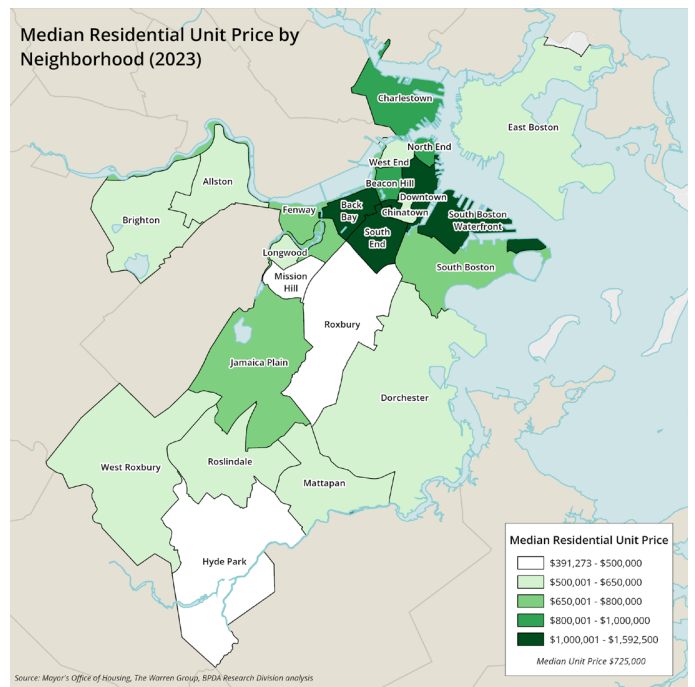 Median Residential Unit Price by
Neighborhood (2023)
Charlestown
East Boston
North End
West End
Allston
Beacon Hill
Downtown
Back
Bay
Fenway
Chinatown
South Boston
Waterfront
Brighton
South
End
Longwood
South Boston
Mission
Hill
Roxbury
Jamaica Plain
Dorchester
Roslindale
West Roxbury
Mattapan
Hyde Park
Median Residential Unit Price
$391,273 - $500,000
$500,001 - $650,000
$650,001 - $800,000
$800,001 - $1,000,000
$1,000,001 - $1,592,500
Median Unit Price $725,000
Source: Mayor's Office of Housing, The Warren Group, BPDA Research Division analysis